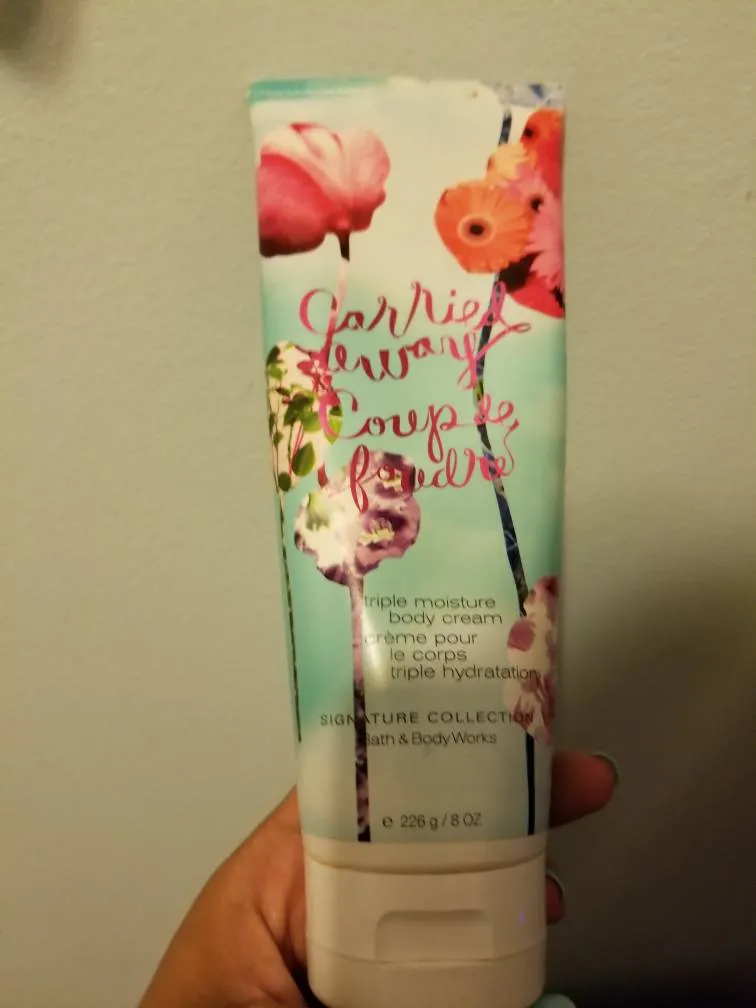 Carried
Away
Coup de
foudre
triple moisture
body cream
crème pour
le corps
triple hydratation
SIGNATURE COLLECTION
Bath & Body Works
e 226 g / 8 OZ